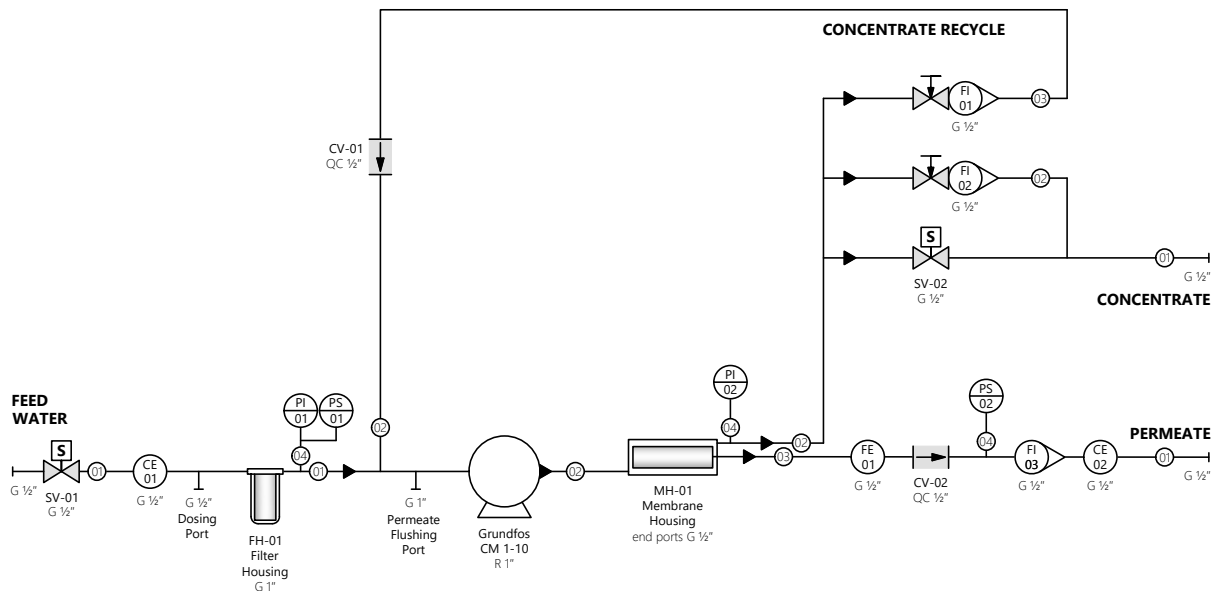 CONCENTRATE RECYCLE
FI
01
03
G ½"
CV-01
QC ½"
FI
02
02
G ½"
S
SV-02
G ½"
01
G ½"
CONCENTRATE
FEED
WATER
S
G ½"
SV-01
G ½"
01
CE
01
G ½"
G ½"
Dosing
Port
FH-01
Filter
Housing
G 1"
PI
01
PS
01
04
01
02
G 1"
Permeate
Flushing
Port
Grundfos
CM 1-10
R 1"
02
MH-01
Membrane
Housing
end ports G ½"
PI
02
04
02
03
FE
01
G ½"
CV-02
QC ½"
PS
02
04
FI
03
G ½"
CE
02
G ½"
PERMEATE
01
G ½"